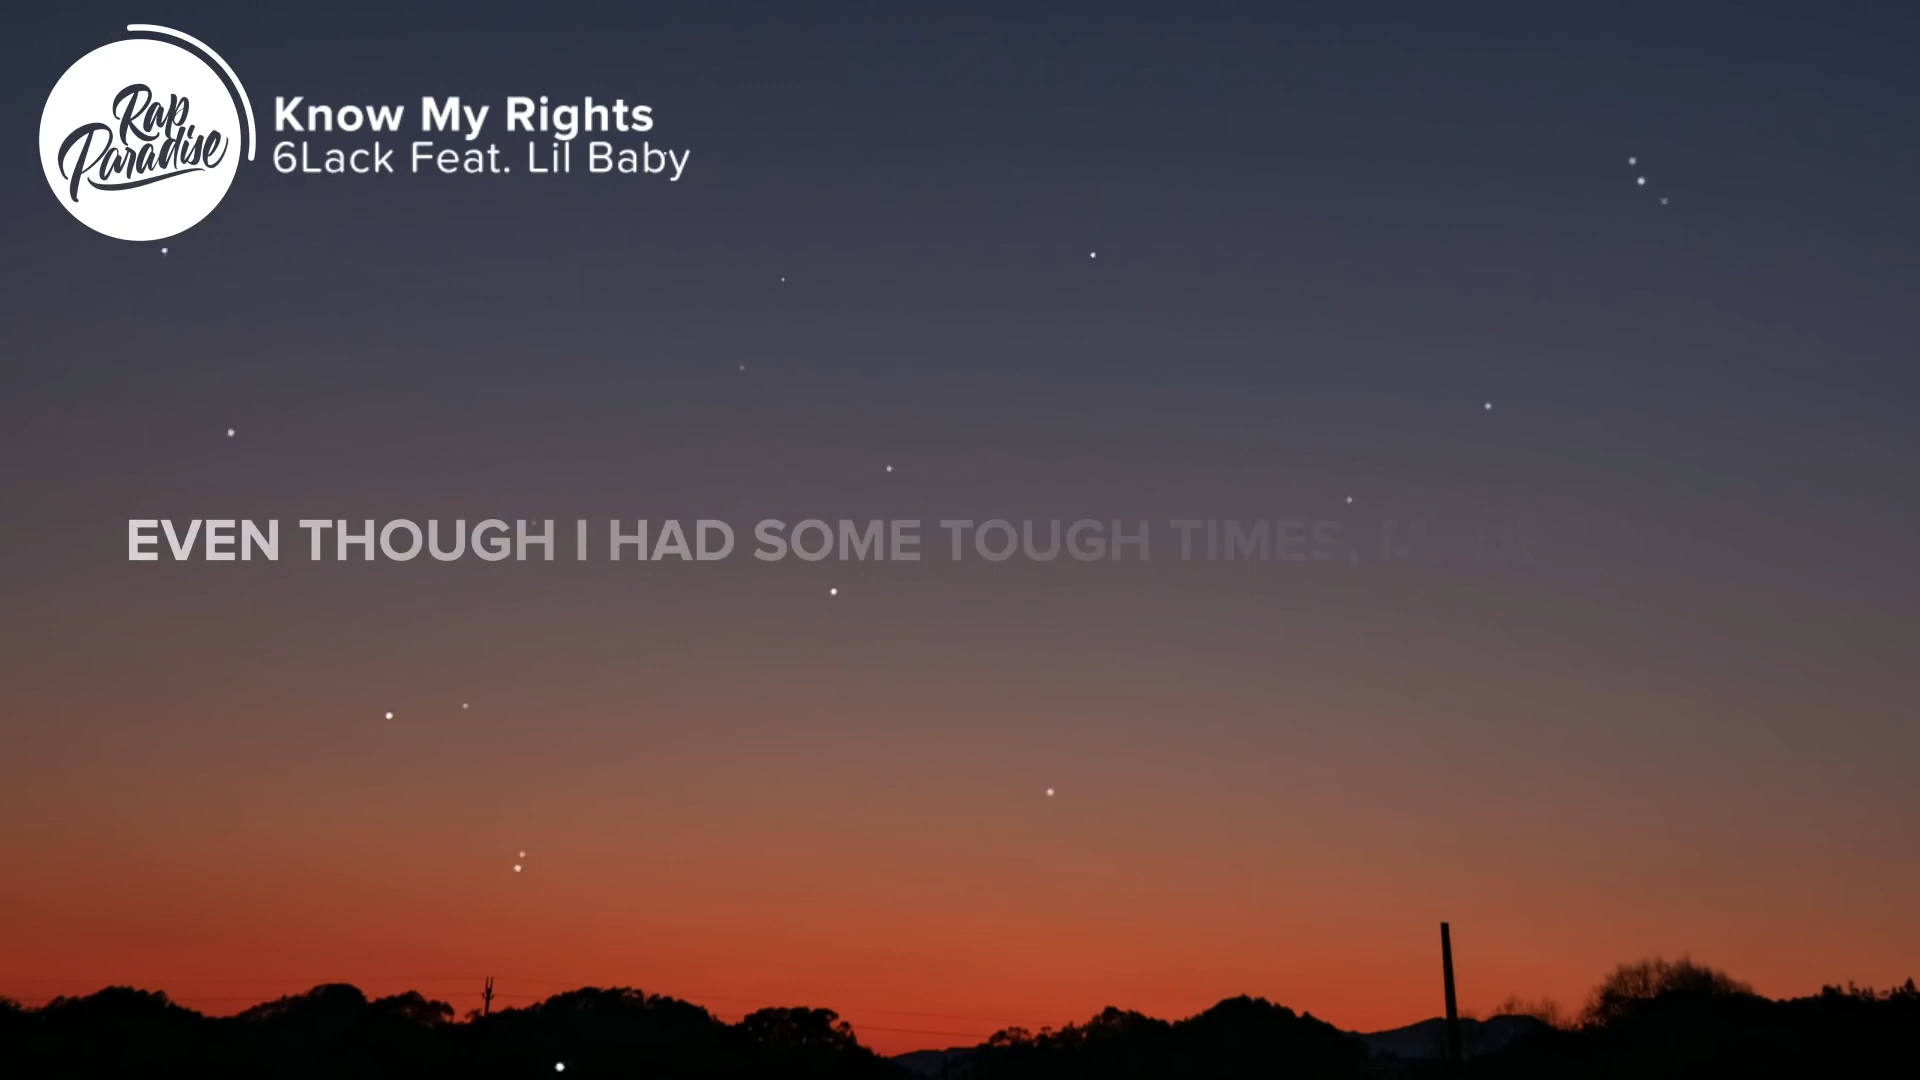 Rap
Paradise
Know My Rights
6Lack Feat. Lil Baby
EVEN THOUGH I HAD SOME TOUGH TIMES,